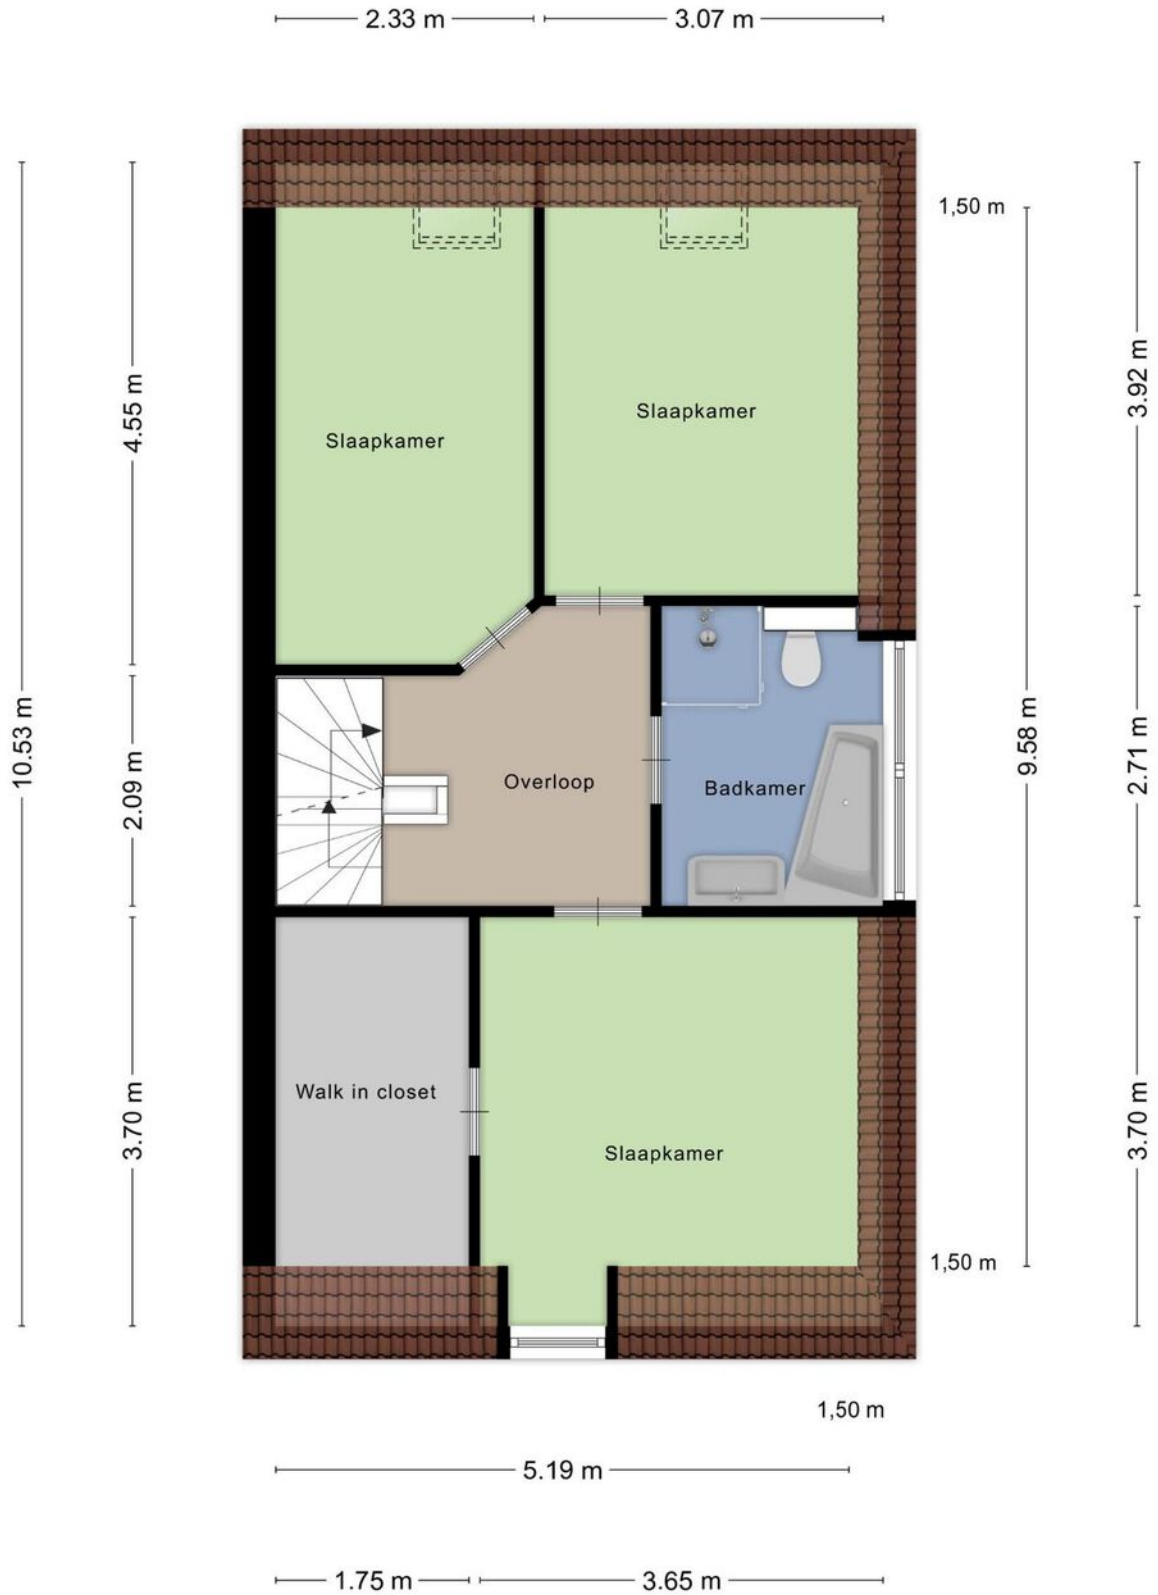 2.33 m
3.07 m
1,50 m
3.92 m
4.55 m
Slaapkamer
Slaapkamer
10.53 m
9.58 m
2.71 m
2.09 m
Overloop
Badkamer
Walk in closet
3.70 m
3.70 m
Slaapkamer
1,50 m
1,50 m
5.19 m
1.75 m
3.65 m